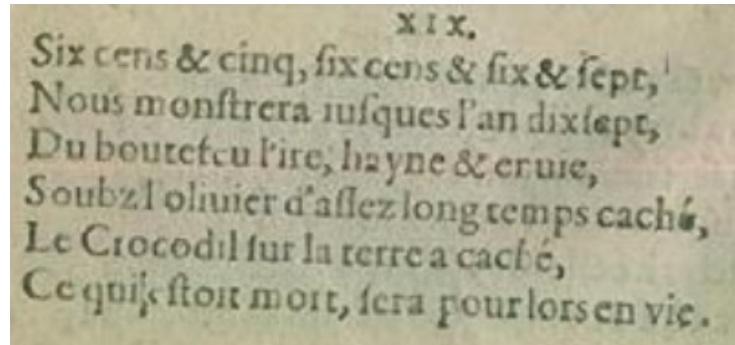 XIX.
Six cens & cinq, ſix cens & ſix & ſept,
Nous monſtrera iuſques l'an dixſept,
Du boutefeu l'ire, hayne & enuie,
Soubz l'oliuier d'aſſez long temps caché,
Le Crocodil ſur la terre a caché,
Ce qui eſtoit mort, ſera pour lors en vie.